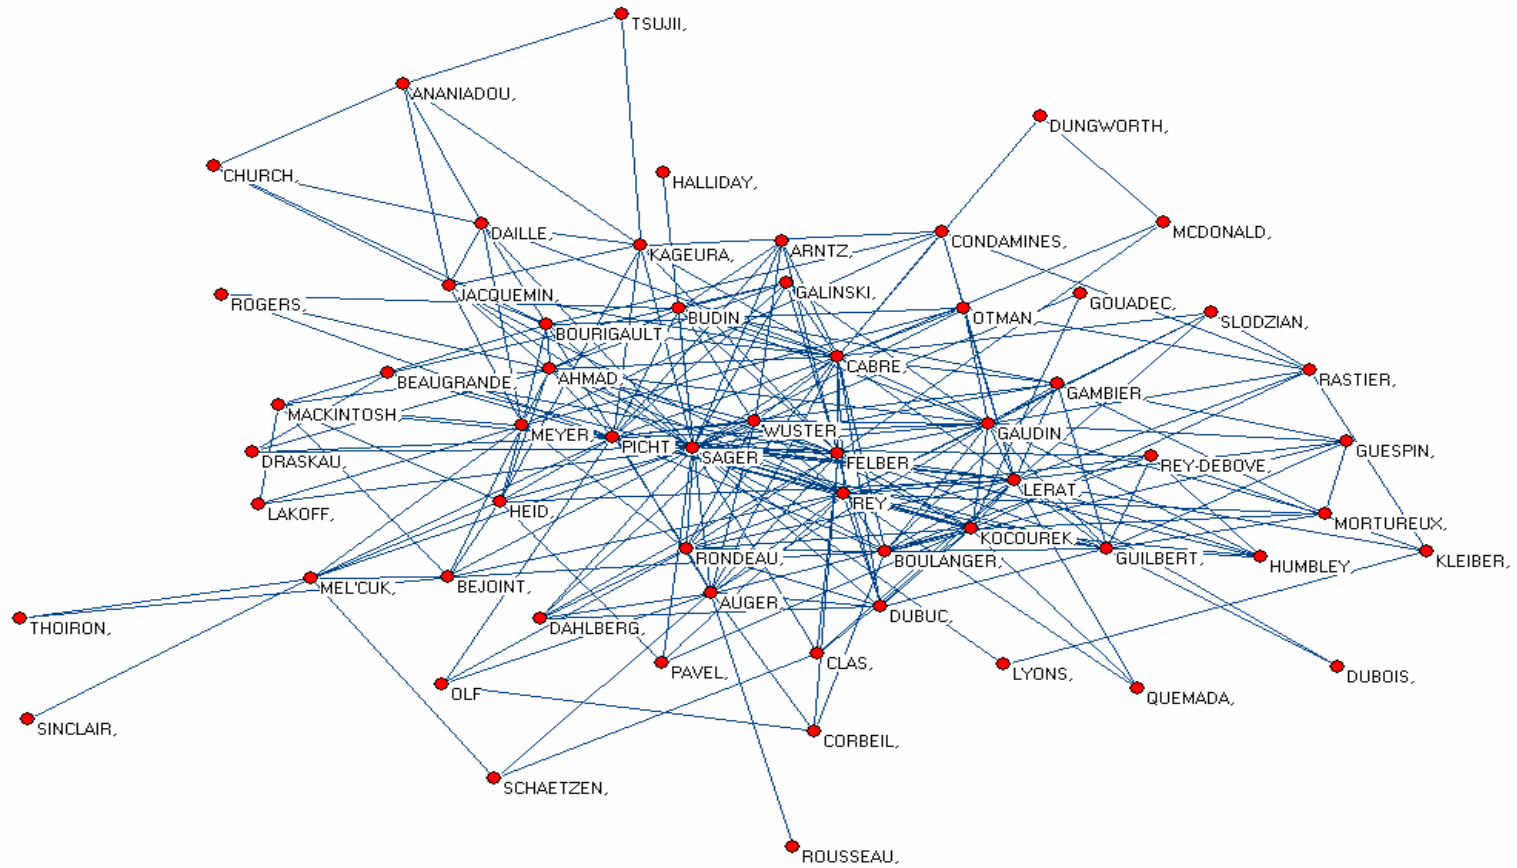 TSUJII,
ANANIADOU,
DUNGWORTH,
CHURCH,
HALLIDAY,
DAILLE,
MCDONALD,
CONDAMINES,
ARNTZ,
KAGEURA,
GALINSKI,
JACQUEMIN,
ROGERS,
GOUADEC,
OTMAN,
BUDIN
SLODZIAN,
BOURIGAULT,
CABRE,
AHMAD,
RASTIER,
BEAUGRANDE,
GAMBIER
MACKINTOSH
WUSTER,
MEYER,
GAUDIN,
PICHT
GUESPIN,
SAGER,
DRASKAU,
FELBER,
REY-DEBOVE,
LERAT,
REY
HEID,
LAKOFF,
MORTUREUX,
KOCOUREK,
RONDEAU,
BOULANGER,
GUILBERT,
KLEIBER,
HUMBLEY,
MEL'CUK,
BEJOINT,
AUGER,
DUBUC,
THOIRON,
DAHLBERG,
CLAS,
PAVEL,
LYONS,
DUBOIS,
OLF
QUEMADA,
SINCLAIR,
CORBEIL,
SCHAETZEN,
ROUSSEAU,